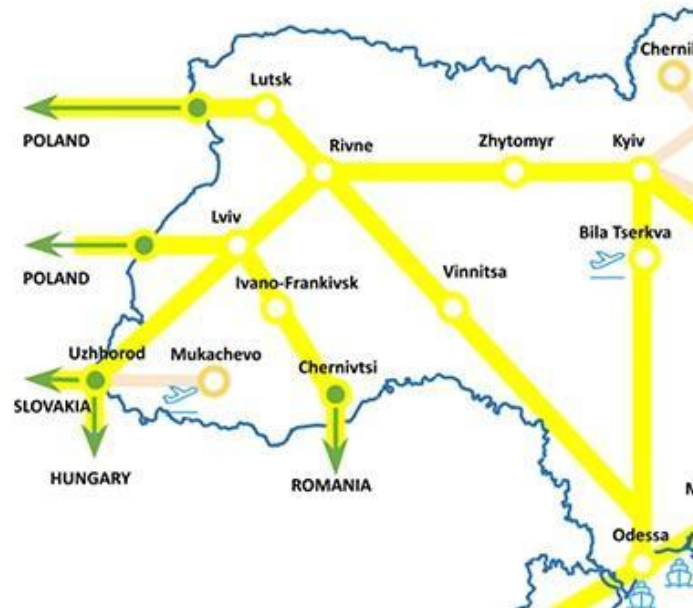 Lutsk
POLAND
Rivne
Zhytomyr
Kyiv
Lviv
Bila Tserkva
POLAND
Ivano-Frankivsk
Vinnitsa
Uzhhorod
Mukachevo
Chernivtsi
SLOVAKIA
HUNGARY
ROMANIA
Odessa